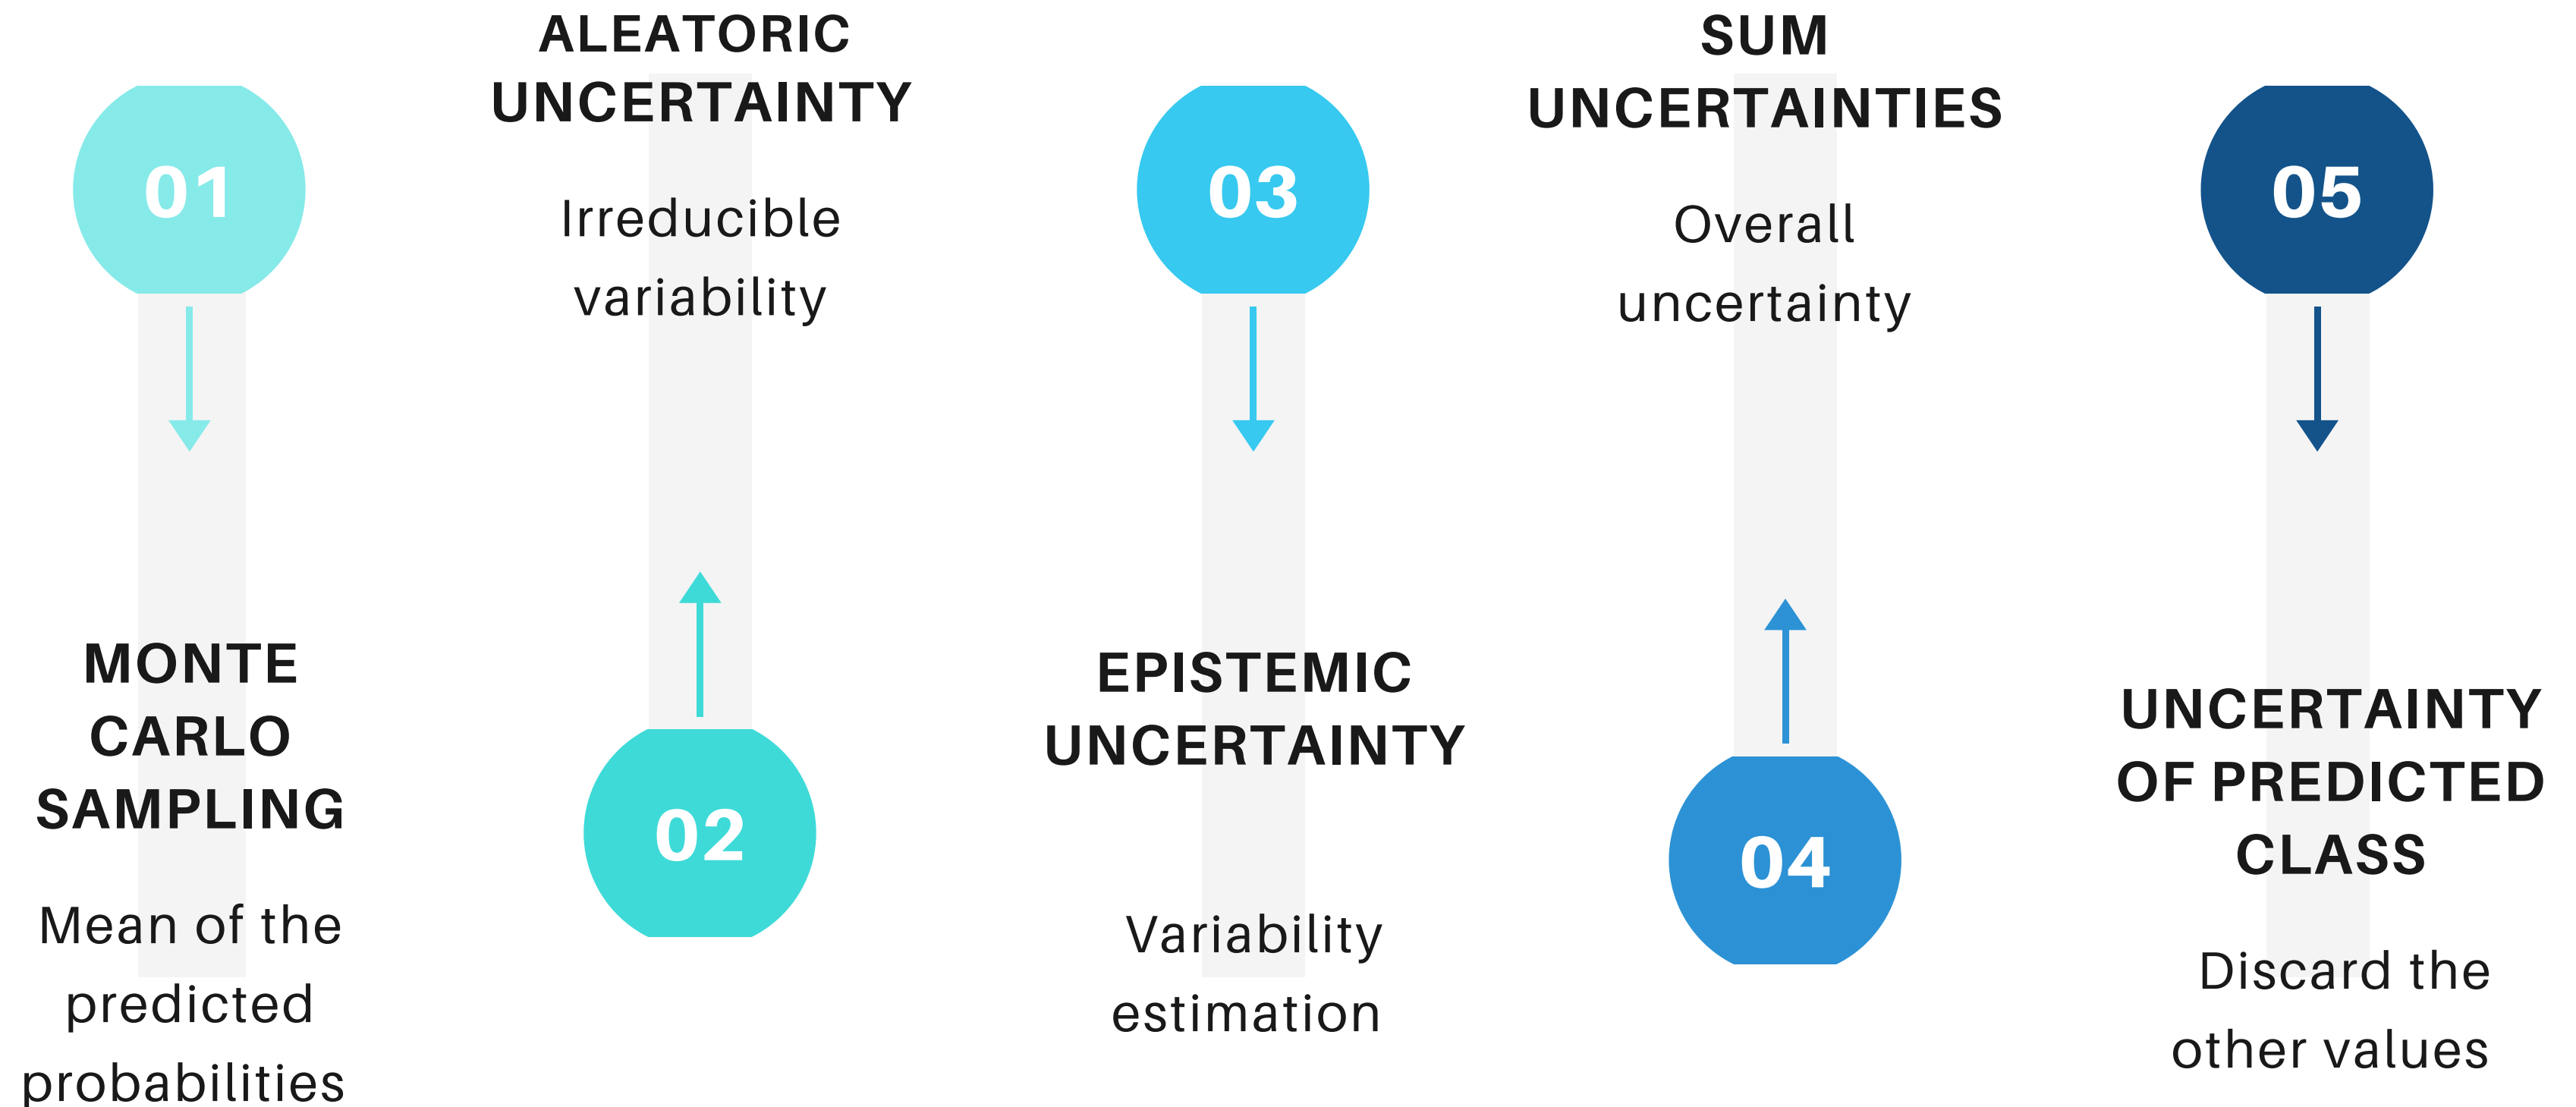 01
MONTE
CARLO
SAMPLING
Mean of the
predicted
probabilities
ALEATORIC
UNCERTAINTY
Irreducible
variability
02
03
EPISTEMIC
UNCERTAINTY
Variability
estimation
SUM
UNCERTAINTIES
Overall
uncertainty
04
05
UNCERTAINTY
OF PREDICTED
CLASS
Discard the
other values